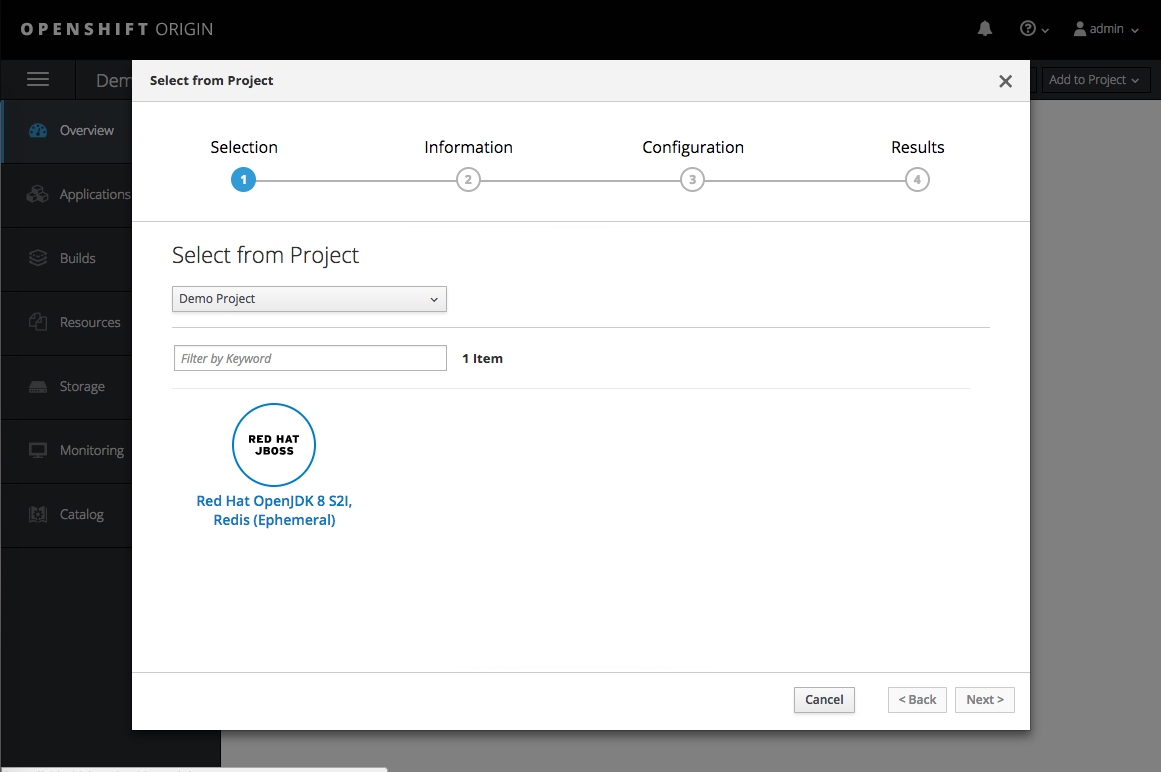 OPENSHIFT ORIGIN
admin
Dem
Add to Project
Select from Project
Overview
Applications
Builds
Resources
Storage
Monitoring
Catalog
Selection
Information
Configuration
Results
1
2
3
4
Select from Project
Demo Project
Filter by Keyword
1 Item
RED HAT
JBOSS
Red Hat OpenJDK 8 S2I,
Redis (Ephemeral)
Cancel
< Back
Next >